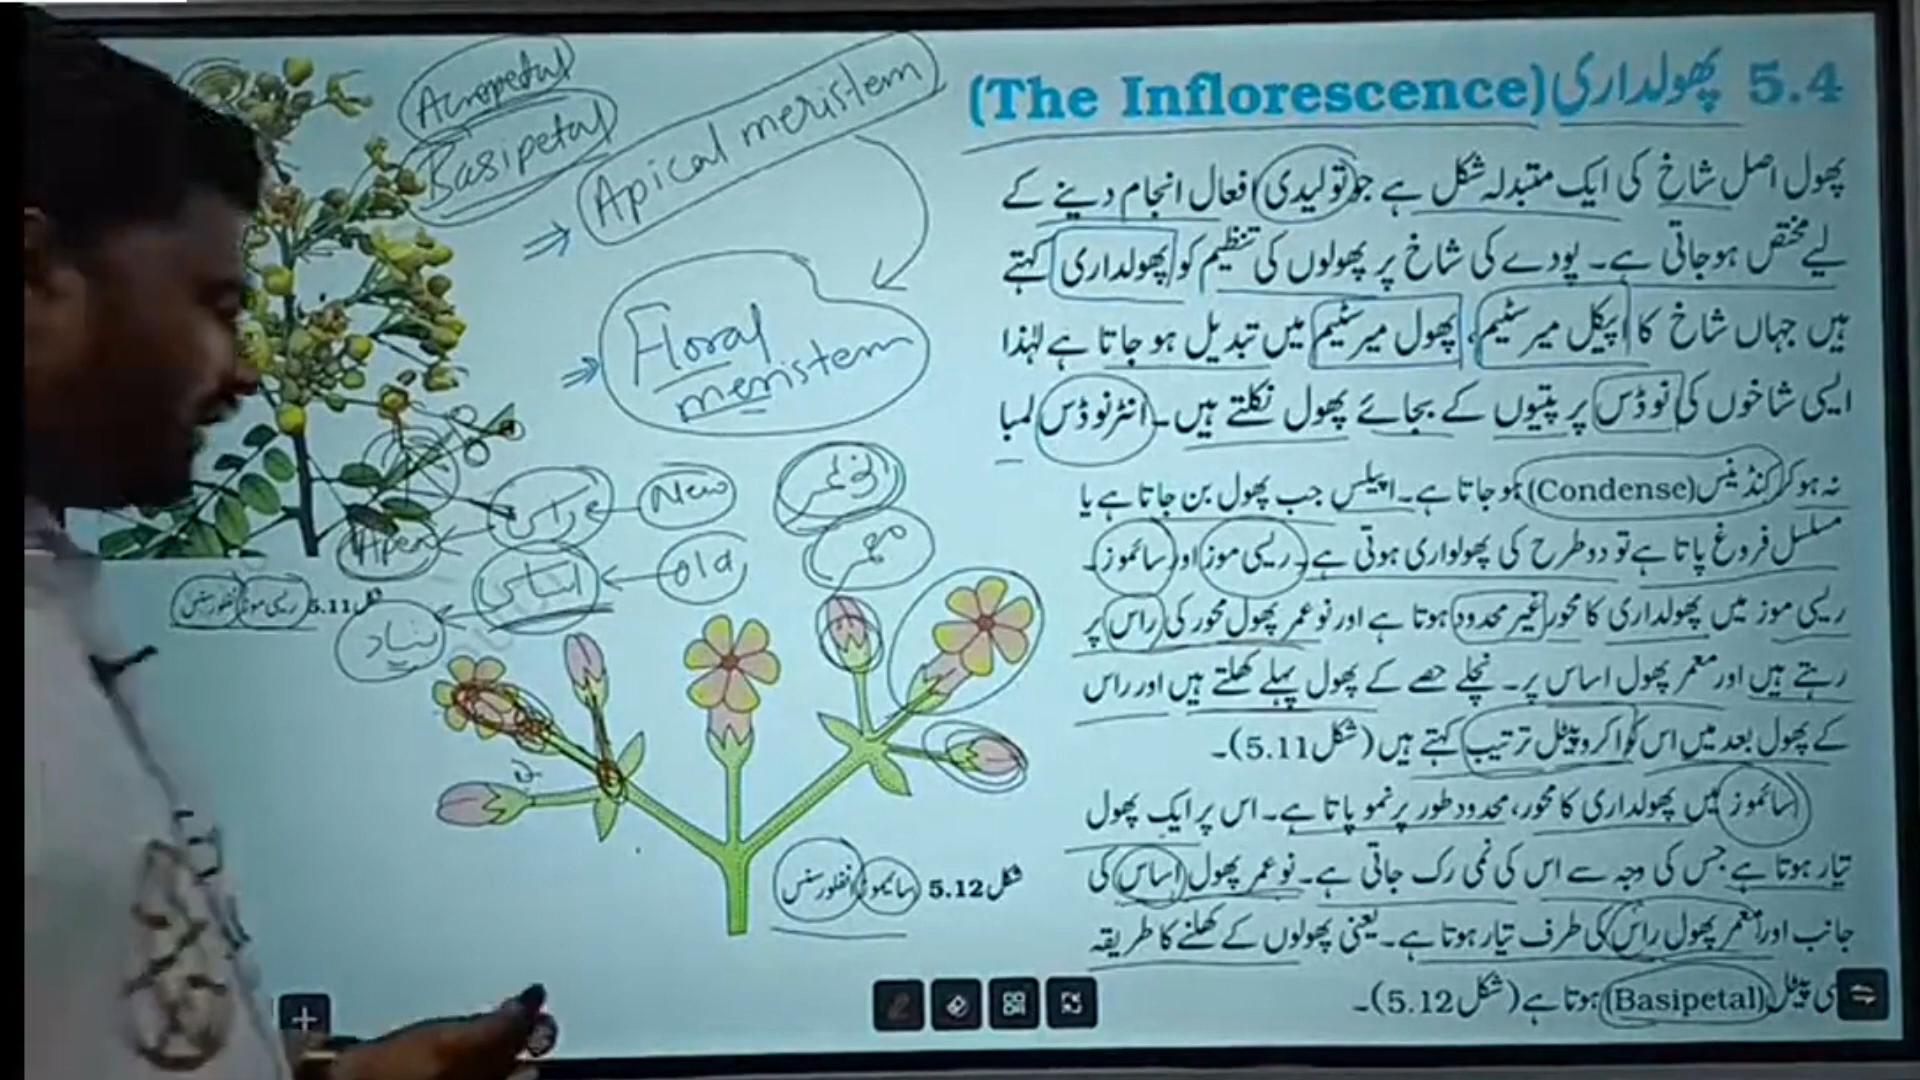 5.4 پھولداری (The Inflorescence)
پھول اصل شاخ کی ایک متبدلہ شکل ہے جو تولیدی افعال انجام دینے کے
لیے مختص ہوجاتی ہے۔ پودے کی شاخ پر پھولوں کی تنظیم کو پھولداری کہتے
ہیں جہاں شاخ کا اپیکل میرسٹیم، پھول میرسٹیم میں تبدیل ہو جاتا ہے لہٰذا
ایسی شاخوں کی نوڈس پر پتیوں کے بجائے پھول نکلتے ہیں۔ انٹرنوڈس لمبا
نہ ہوکر کنڈینس (Condense) ہو جاتا ہے۔ اپیلس جب پھول بن جاتا ہے یا
مسلسل فروغ پاتا ہے تو دو طرح کی پھولواری ہوتی ہے۔ ریسی موز اور سائموز۔
ریسی موز میں پھولداری کا محور غیر محدود ہوتا ہے اور نوعمر پھول محور کی راس پر
رہتے ہیں اور معمر پھول اساس پر۔ نچلے حصے کے پھول پہلے کھلتے ہیں اور راس
کے پھول بعد میں اس کو اکروپیٹل ترتیب کہتے ہیں (شکل 5.11)۔
سائموز میں پھولداری کا محور، محدود طور پر نمو پاتا ہے۔ اس پر ایک پھول
تیار ہوتا ہے جس کی وجہ سے اس کی نمی رک جاتی ہے۔ نوعمر پھول اساس کی
جانب اور معمر پھول راس کی طرف تیار ہوتا ہے۔ یعنی پھولوں کے کھلنے کا طریقہ
سی پیٹل (Basipetal) ہوتا ہے (شکل 5.12)۔
Acropetal
Basipetal
⇒ Apical meristem
⇒ Floral
meristem
نوعمر
معمر
New
راس
Apex
old
اساس
بنیاد
شکل 5.11 ریسی موز انفلورسنس
شکل 5.12 سائیموز انفلورسنس